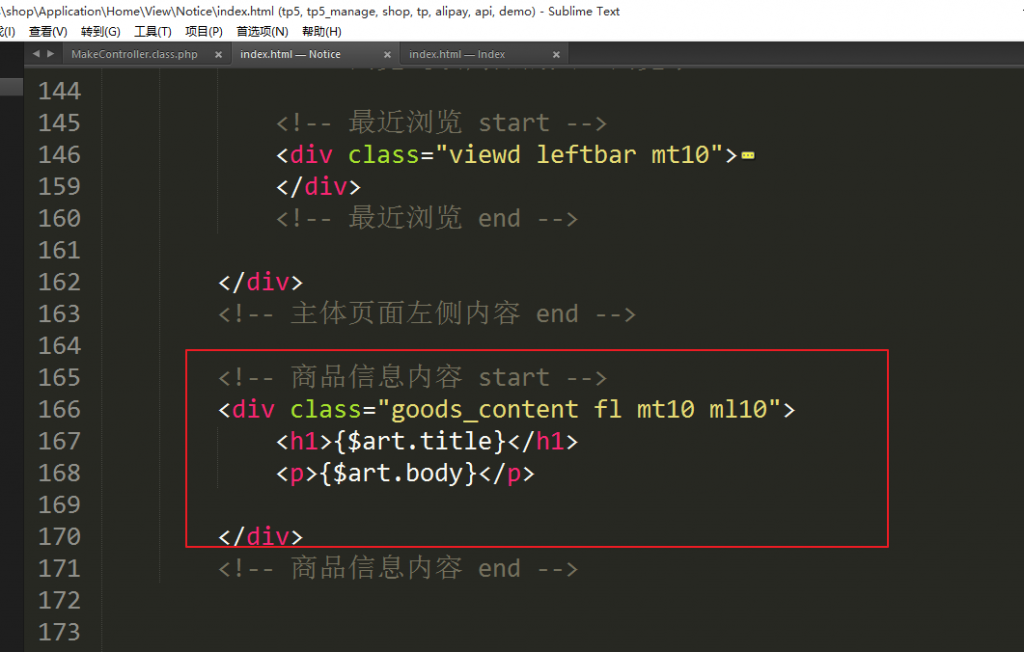 \shop\Application\Home\View\Notice\index.html (tp5, tp5_manage, shop, tp, alipay, api, demo) - Sublime Text
(I) 查看(V) 转到(G) 工具(T) 项目(P) 首选项(N) 帮助(H)
MakeController.class.php × index.html — Notice × index.html — Index ×
144
145 <!-- 最近浏览 start -->
146 <div class="viewd leftbar mt10">
159 </div>
160 <!-- 最近浏览 end -->
161
162 </div>
163 <!-- 主体页面左侧内容 end -->
164
165 <!-- 商品信息内容 start -->
166 <div class="goods_content fl mt10 ml10">
167 <h1>{$art.title}</h1>
168 <p>{$art.body}</p>
169
170 </div>
171 <!-- 商品信息内容 end -->
172
173